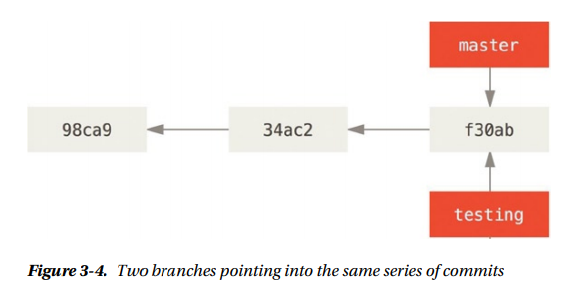 master
98ca9
34ac2
f30ab
testing
Figure 3-4. Two branches pointing into the same series of commits